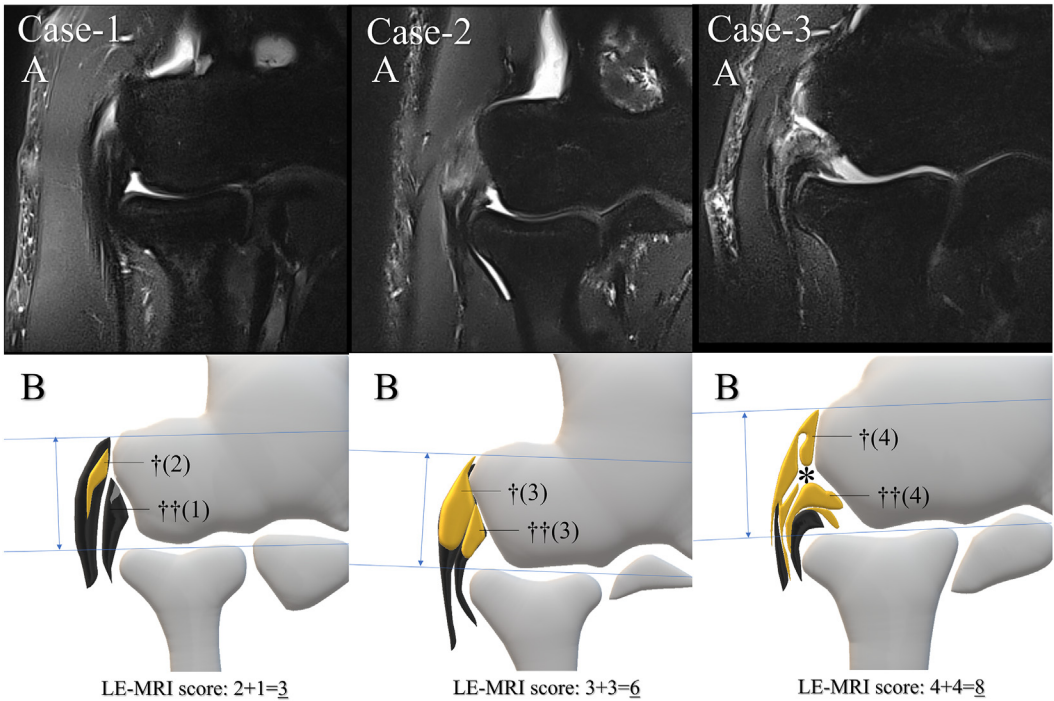 Case-1
A
Case-2
A
Case-3
A
B
†(2)
††(1)
LE-MRI score: 2+1=3
B
†(3)
††(3)
LE-MRI score: 3+3=6
B
†(4)
*
††(4)
LE-MRI score: 4+4=8